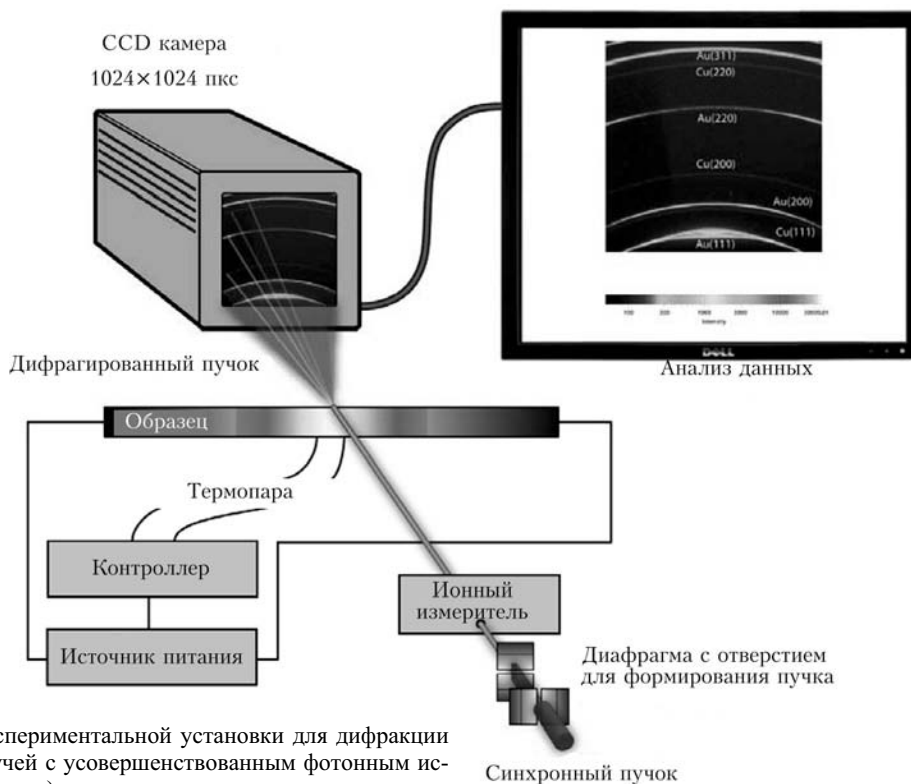 CCD камера
1024×1024 пкс
Au(311)
Cu(220)
Au(220)
Cu(200)
Au(200)
Cu(111)
Au(111)
Intensity
DELL
Дифрагированный пучок
Анализ данных
Образец
Термопара
Контроллер
Источник питания
Ионный
измеритель
Диафрагма с отверстием
для формирования пучка
Синхронный пучок
спериментальной установки для дифракции
учей с усовершенствованным фотонным ис-